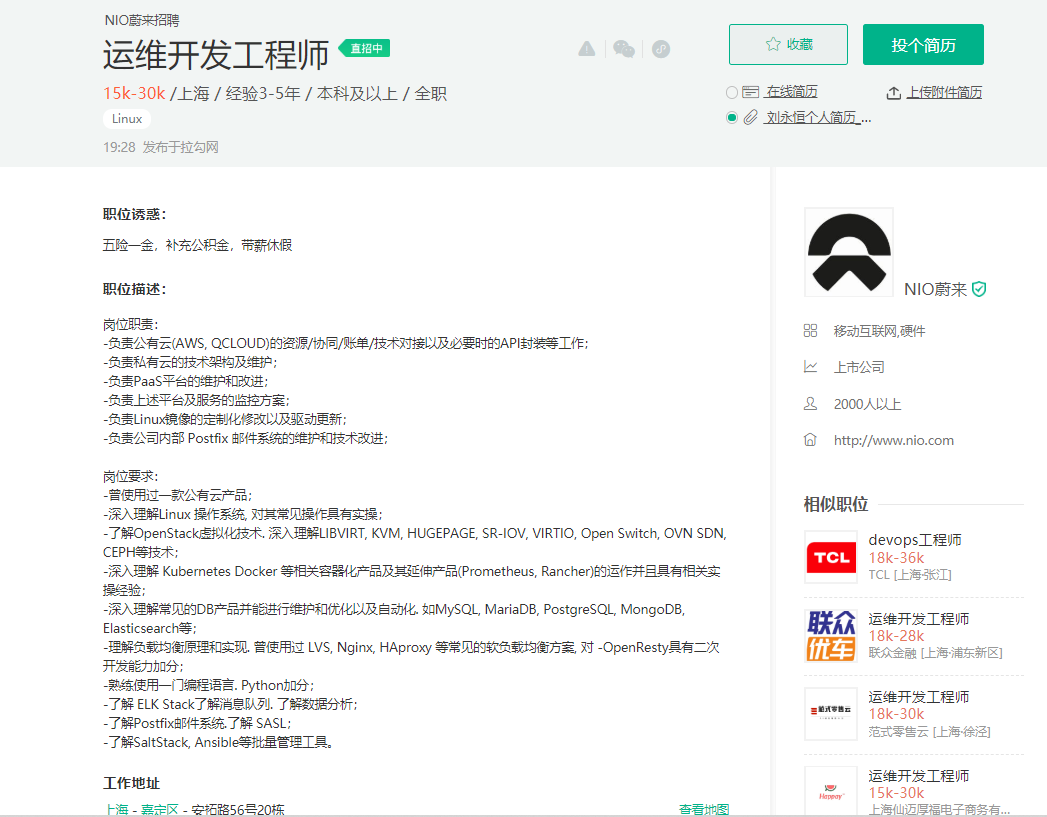 NIO蔚来招聘
运维开发工程师
直招中
15k-30k /上海 / 经验3-5年 / 本科及以上 / 全职
Linux
19:28 发布于拉勾网
收藏
投个简历
在线简历
上传附件简历
刘永恒个人简历_...
职位诱惑：
五险一金，补充公积金，带薪休假
职位描述：
岗位职责：
-负责公有云(AWS, QCLOUD)的资源/协同/账单/技术对接以及必要时的API封装等工作；
-负责私有云的技术架构及维护；
-负责PaaS平台的维护和改进；
-负责上述平台及服务的监控方案；
-负责Linux镜像的定制化修改以及驱动更新；
-负责公司内部 Postfix 邮件系统的维护和技术改进；
岗位要求：
-曾使用过一款公有云产品；
-深入理解Linux 操作系统, 对其常见操作具有实操；
-了解OpenStack虚拟化技术. 深入理解LIBVIRT, KVM, HUGEPAGE, SR-IOV, VIRTIO, Open Switch, OVN SDN,
CEPH等技术；
-深入理解 Kubernetes Docker 等相关容器化产品及其延伸产品(Prometheus, Rancher)的运作并且具有相关实
操经验；
-深入理解常见的DB产品并能进行维护和优化以及自动化. 如MySQL, MariaDB, PostgreSQL, MongoDB,
Elasticsearch等；
-理解负载均衡原理和实现. 曾使用过 LVS, Nginx, HAproxy 等常见的软负载均衡方案, 对 -OpenResty具有二次
开发能力加分；
-熟练使用一门编程语言. Python加分；
-了解 ELK Stack了解消息队列. 了解数据分析；
-了解Postfix邮件系统.了解 SASL；
-了解SaltStack, Ansible等批量管理工具。
工作地址
上海 - 嘉定区 - 安拓路56号20栋
查看地图
NIO蔚来
移动互联网,硬件
上市公司
2000人以上
http://www.nio.com
相似职位
TCL
devops工程师
18k-36k
TCL [上海·张江]
联众
优车
运维开发工程师
18k-28k
联众金融 [上海·浦东新区]
范式零售云
运维开发工程师
18k-30k
范式零售云 [上海·徐泾]
Hoppay
运维开发工程师
15k-30k
上海仙迈厚福电子商务有...